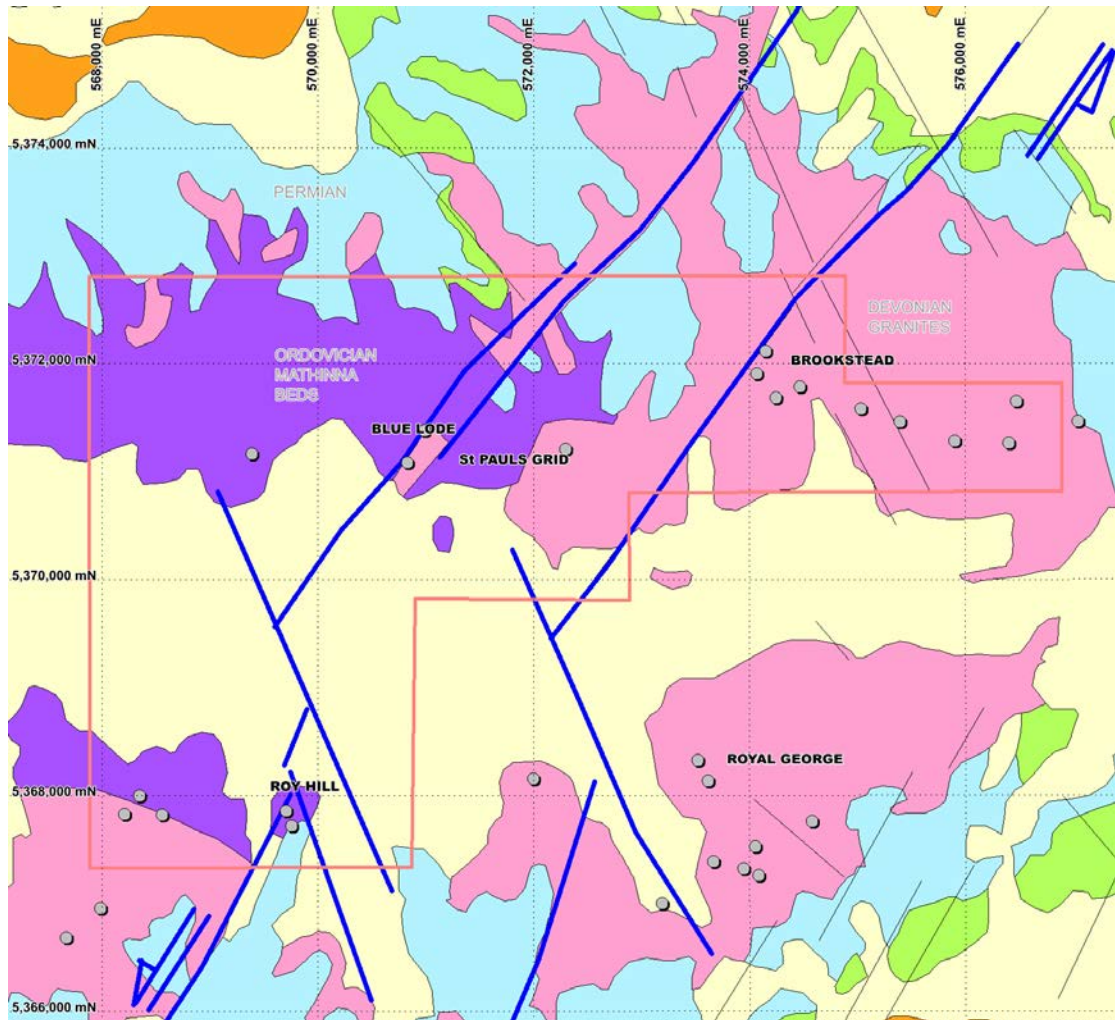 568,000 mE
570,000 mE
572,000 mE
574,000 mE
576,000 mE
5,374,000 mN
PERMIAN
DEVONIAN
GRANITES
ORDOVICIAN
MATHINNA
BEDS
5,372,000 mN
BROOKSTEAD
BLUE LODE
St PAULS GRID
5,370,000 mN
ROYAL GEORGE
ROY HILL
5,368,000 mN
5,366,000 mN